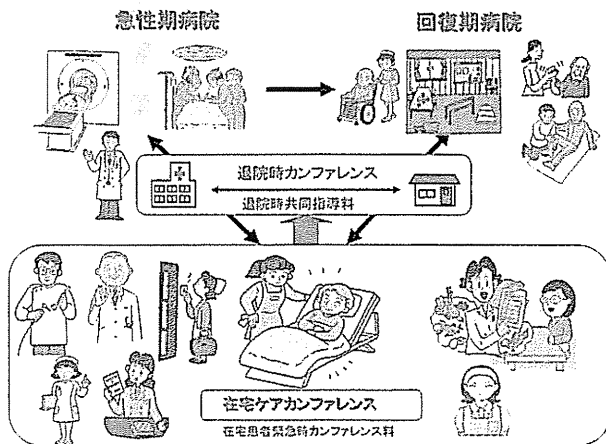 急性期病院
回復期病院
退院時カンファレンス
退院時共同指導料
在宅ケアカンファレンス
在宅患者緊急時カンファレンス料